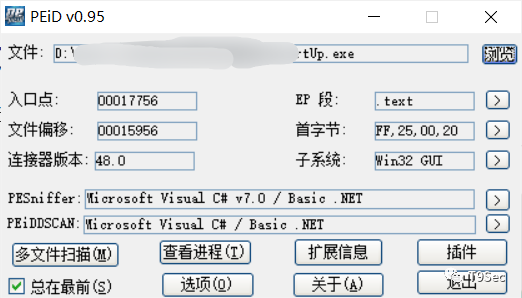 PEiD v0.95
文件: D:\ rtUp.exe 浏览
入口点: 00017756 EP 段: .text >
文件偏移: 00015956 首字节: FF,25,00,20 >
连接器版本: 48.0 子系统: Win32 GUI >
PESniffer: Microsoft Visual C# v7.0 / Basic .NET >
PEiDDSCAN: Microsoft Visual C# / Basic .NET >
多文件扫描(M) 查看进程(T) 扩展信息 插件
总在最前(S) 选项(O) 关于(A) 退出
T9Sec